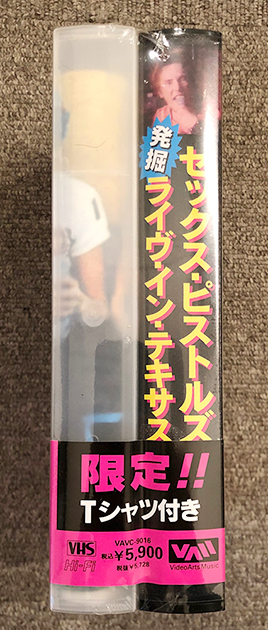 セックス・ピストルズ
発掘
ライヴ・イン・テキサス
限定!!
Tシャツ付き
VHS
Hi-Fi
VAVC-9016
税込¥5,900
税抜¥5,728
VAM
VideoArts Music